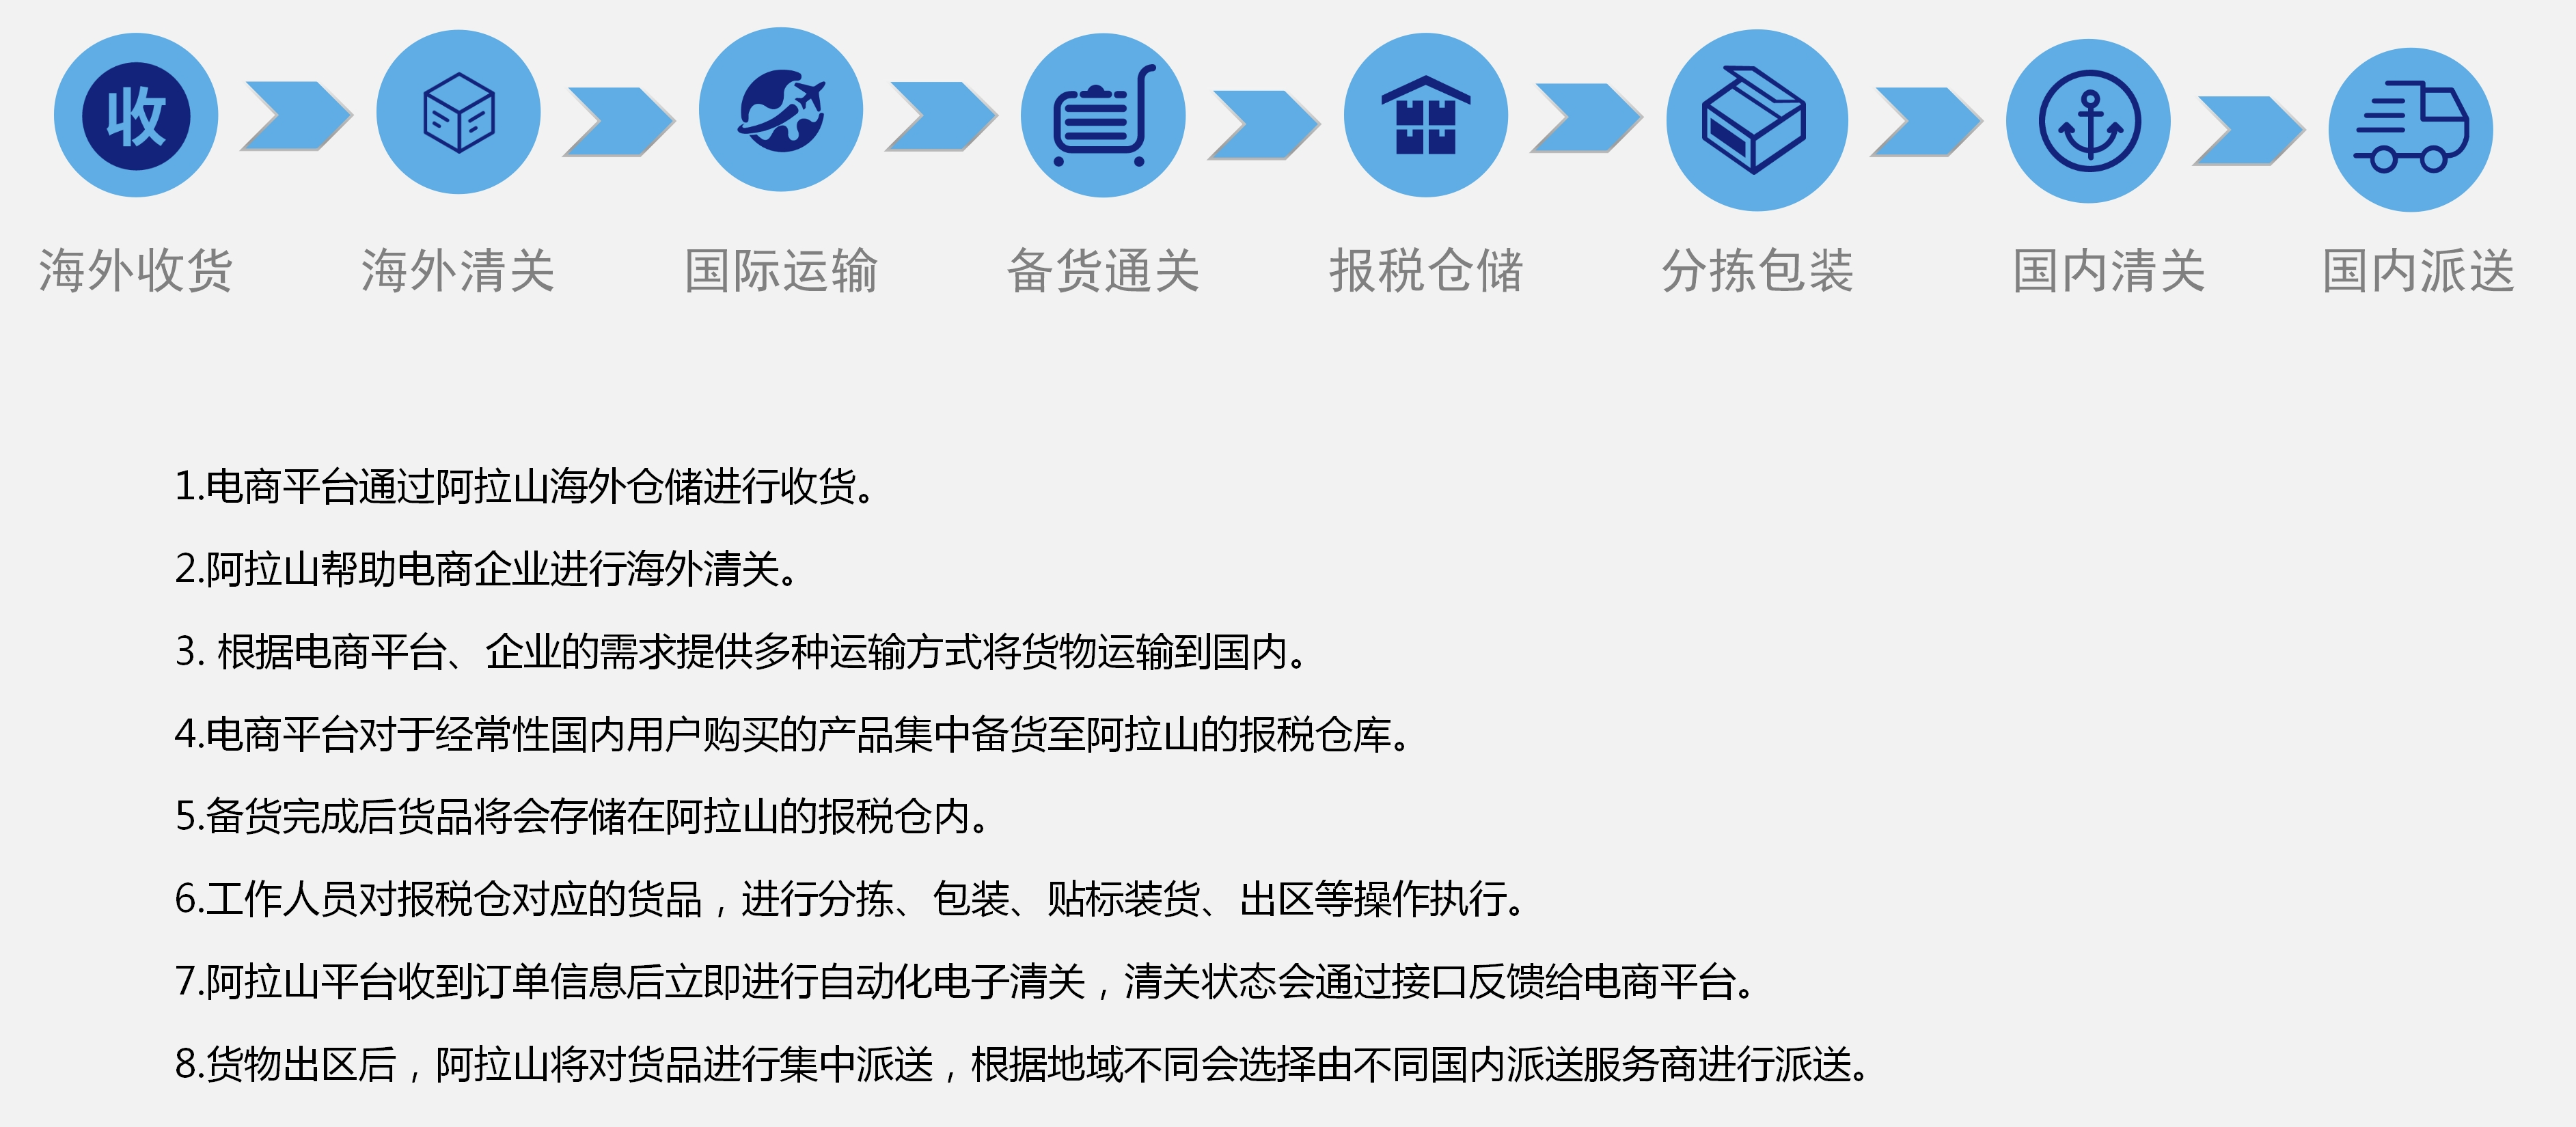 收
海外收货 海外清关 国际运输 备货通关 报税仓储 分拣包装 国内清关 国内派送
1.电商平台通过阿拉山海外仓储进行收货。
2.阿拉山帮助电商企业进行海外清关。
3. 根据电商平台、企业的需求提供多种运输方式将货物运输到国内。
4.电商平台对于经常性国内用户购买的产品集中备货至阿拉山的报税仓库。
5.备货完成后货品将会存储在阿拉山的报税仓内。
6.工作人员对报税仓对应的货品，进行分拣、包装、贴标装货、出区等操作执行。
7.阿拉山平台收到订单信息后立即进行自动化电子清关，清关状态会通过接口反馈给电商平台。
8.货物出区后，阿拉山将对货品进行集中派送，根据地域不同会选择由不同国内派送服务商进行派送。